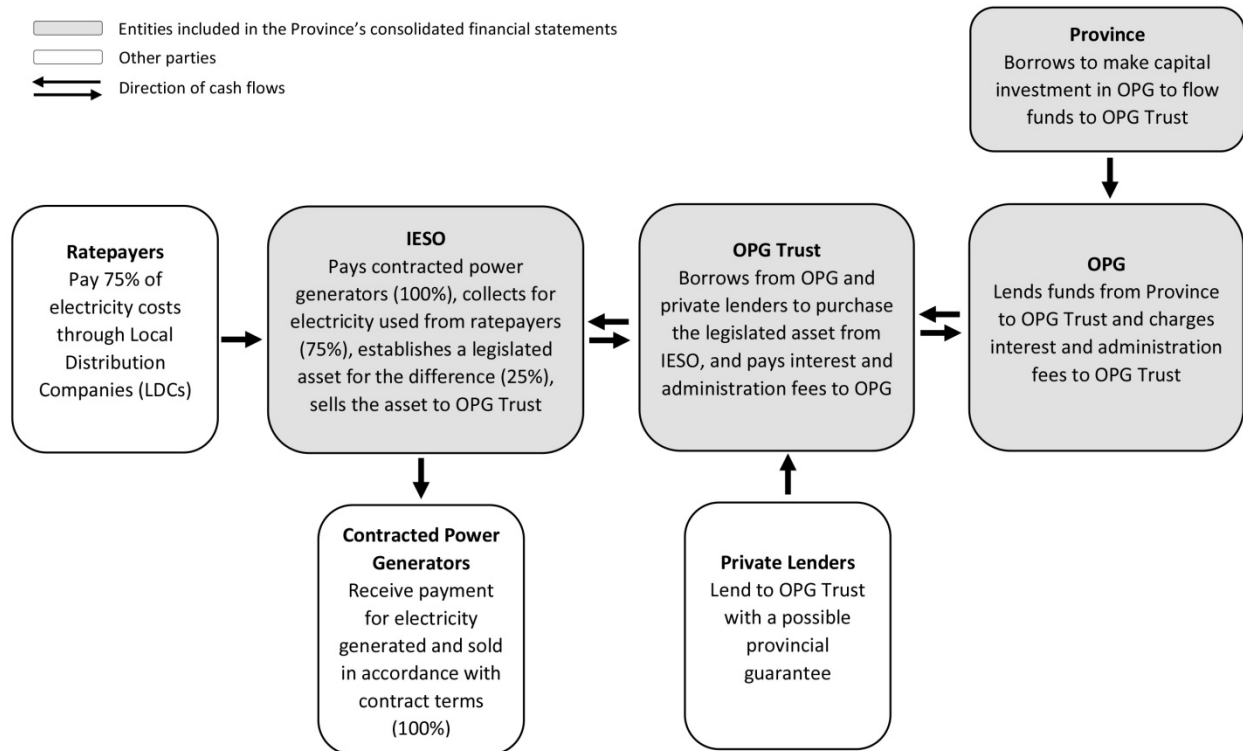 Entities included in the Province's consolidated financial statements
Other parties
Direction of cash flows
Province
Borrows to make capital
investment in OPG to flow
funds to OPG Trust
Ratepayers
Pay 75% of
electricity costs
through Local
Distribution
Companies (LDCs)
IESO
Pays contracted power
generators (100%), collects for
electricity used from ratepayers
(75%), establishes a legislated
asset for the difference (25%),
sells the asset to OPG Trust
OPG Trust
Borrows from OPG and
private lenders to purchase
the legislated asset from
IESO, and pays interest and
administration fees to OPG
OPG
Lends funds from Province
to OPG Trust and charges
interest and administration
fees to OPG Trust
Contracted Power
Generators
Receive payment
for electricity
generated and sold
in accordance with
contract terms
(100%)
Private Lenders
Lend to OPG Trust
with a possible
provincial
guarantee